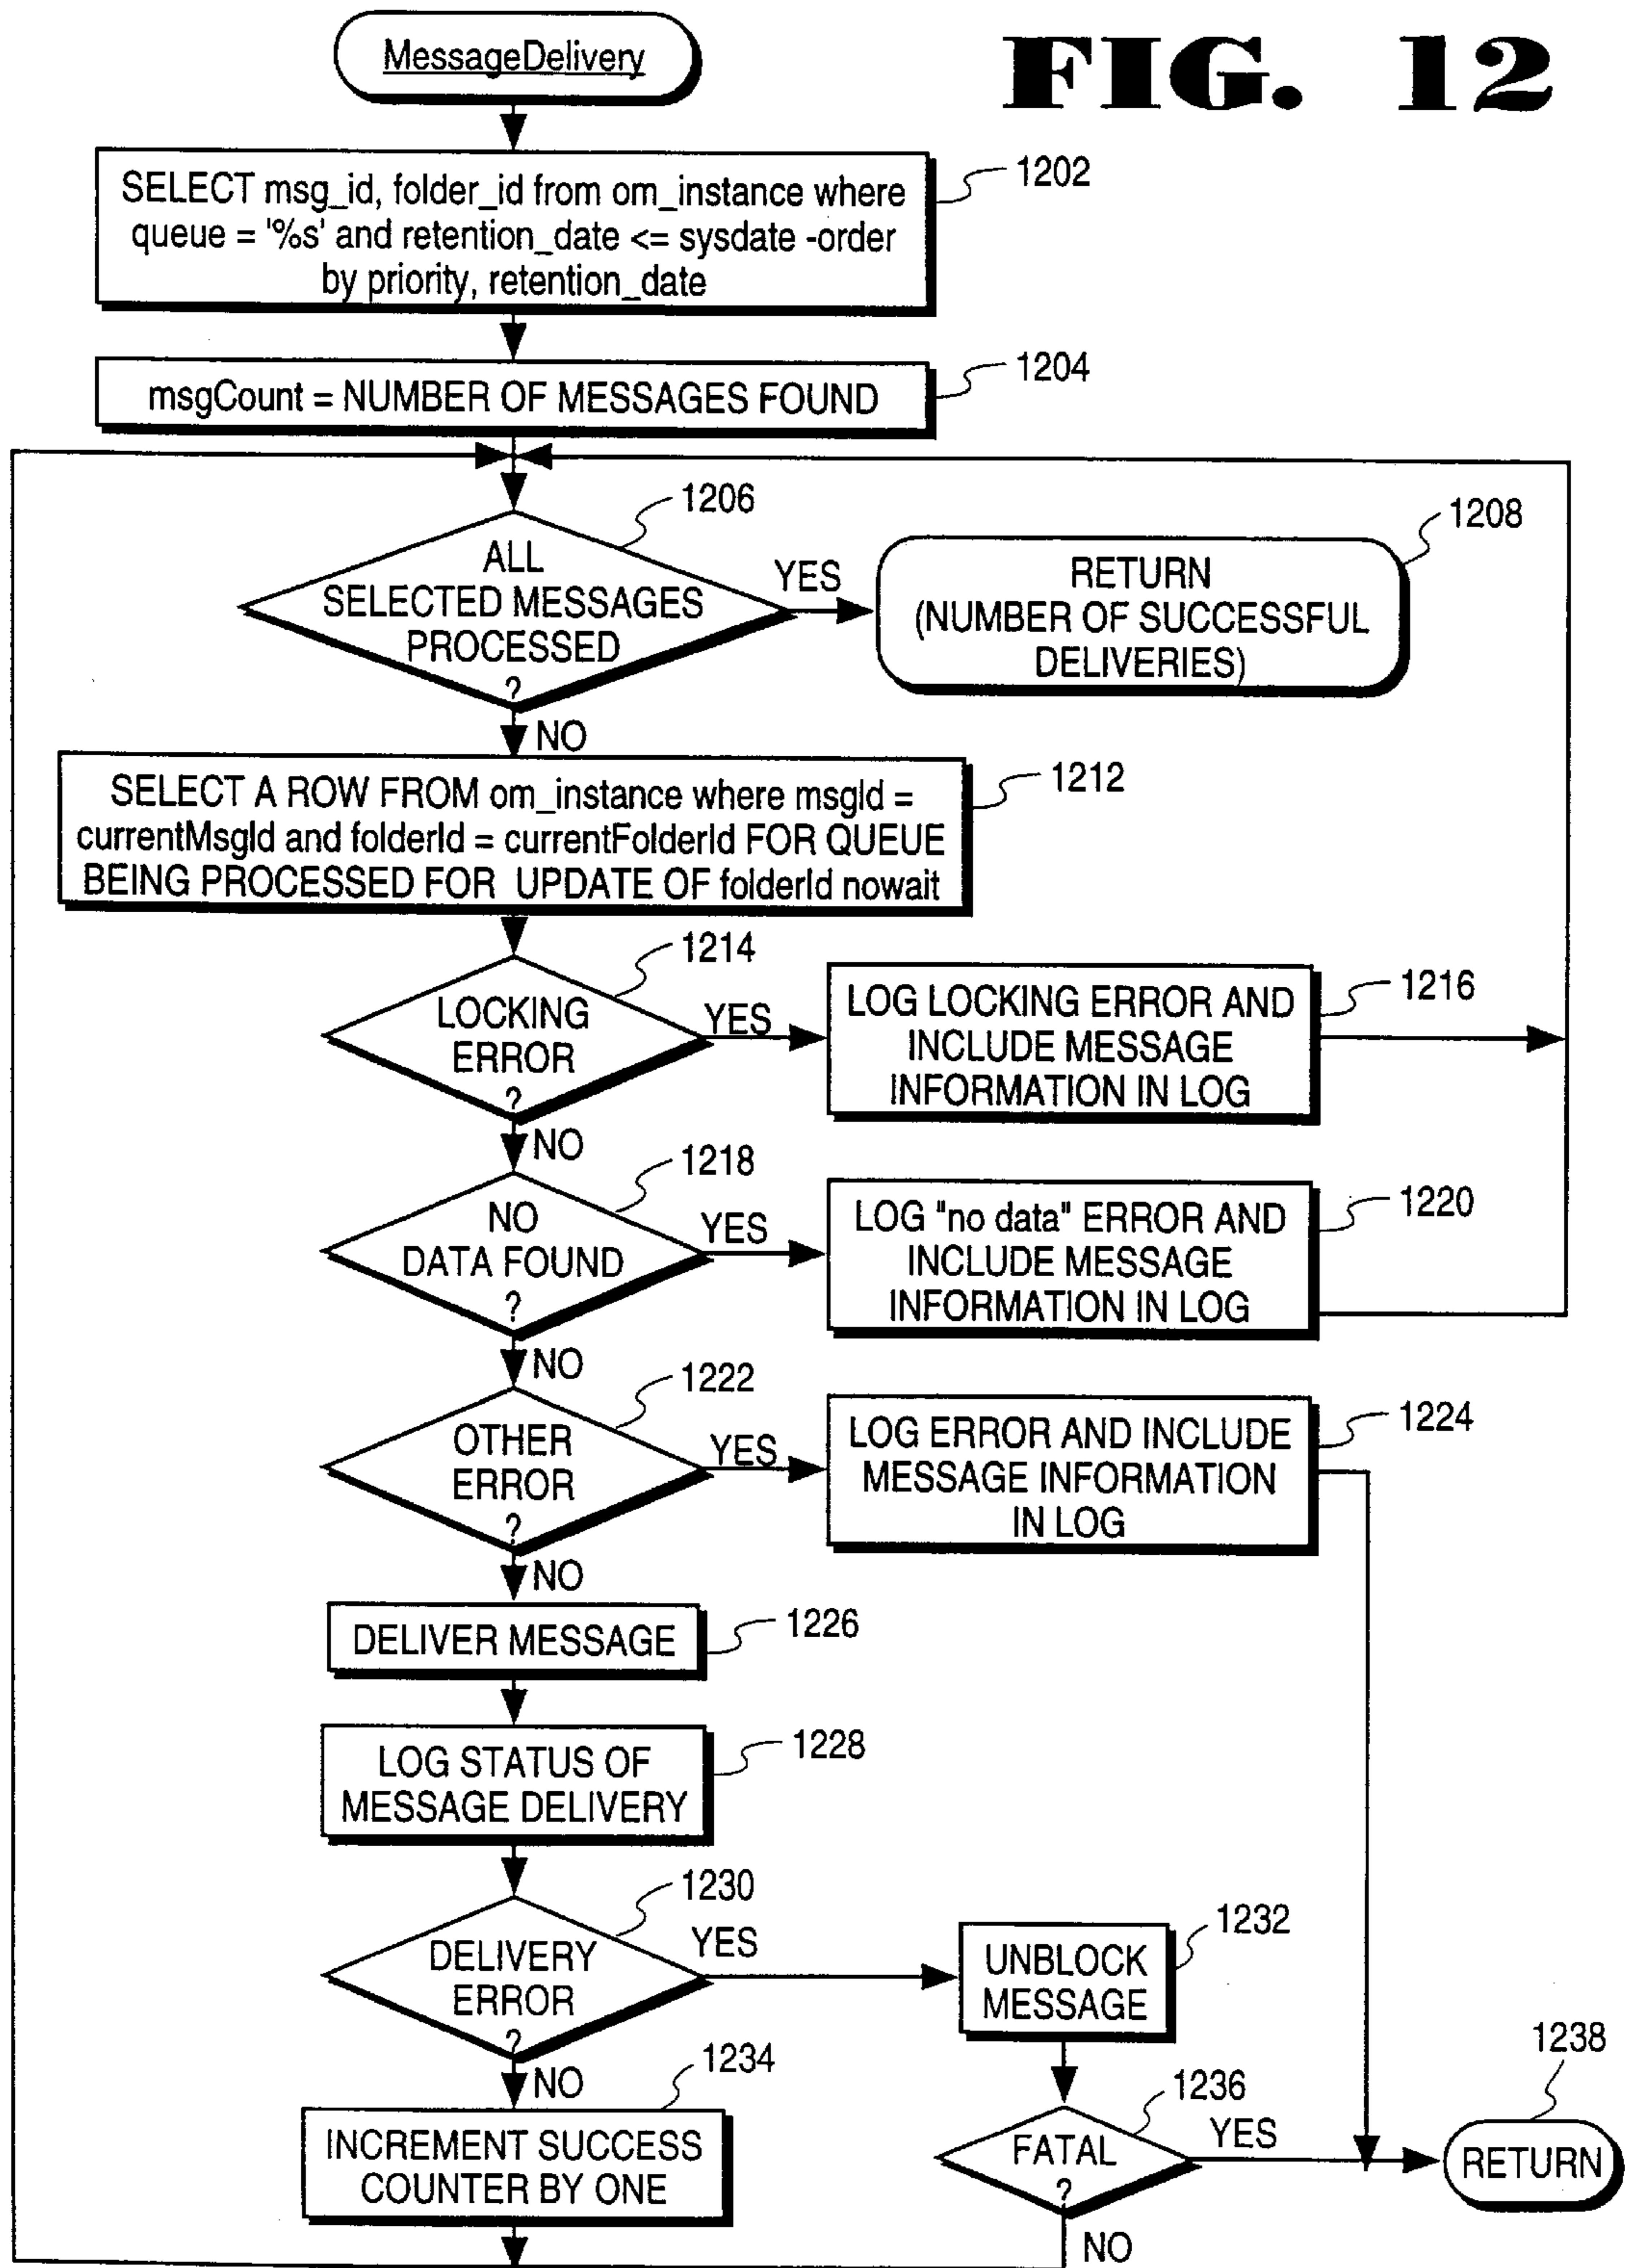 MessageDelivery
FIG. 12
SELECT msg_id, folder_id from om_instance where
queue = '%s' and retention_date <= sysdate -order
by priority, retention_date
1202
msgCount = NUMBER OF MESSAGES FOUND
1204
ALL
SELECTED MESSAGES
PROCESSED
?
1206
YES
RETURN
(NUMBER OF SUCCESSFUL
DELIVERIES)
1208
NO
SELECT A ROW FROM om_instance where msgId =
currentMsgId and folderId = currentFolderId FOR QUEUE
BEING PROCESSED FOR UPDATE OF folderId nowait
1212
LOCKING
ERROR
?
1214
YES
LOG LOCKING ERROR AND
INCLUDE MESSAGE
INFORMATION IN LOG
1216
NO
NO
DATA FOUND
?
1218
YES
LOG "no data" ERROR AND
INCLUDE MESSAGE
INFORMATION IN LOG
1220
NO
OTHER
ERROR
?
1222
YES
LOG ERROR AND INCLUDE
MESSAGE INFORMATION
IN LOG
1224
NO
DELIVER MESSAGE
1226
LOG STATUS OF
MESSAGE DELIVERY
1228
DELIVERY
ERROR
?
1230
YES
UNBLOCK
MESSAGE
1232
NO
INCREMENT SUCCESS
COUNTER BY ONE
1234
FATAL
?
1236
YES
RETURN
1238
NO